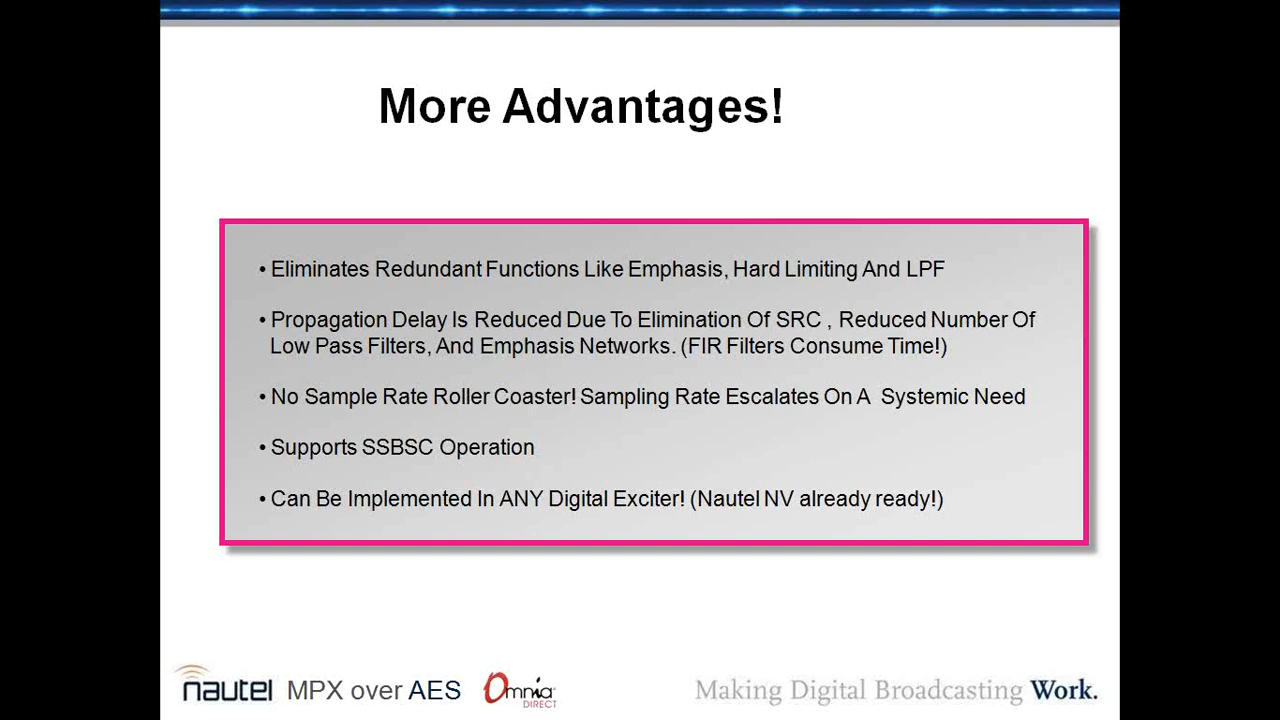 More Advantages!
• Eliminates Redundant Functions Like Emphasis, Hard Limiting And LPF
• Propagation Delay Is Reduced Due To Elimination Of SRC , Reduced Number Of
Low Pass Filters, And Emphasis Networks. (FIR Filters Consume Time!)
• No Sample Rate Roller Coaster! Sampling Rate Escalates On A  Systemic Need
• Supports SSBSC Operation
• Can Be Implemented In ANY Digital Exciter! (Nautel NV already ready!)
nautel MPX over AES Omnia DIRECT Making Digital Broadcasting Work.